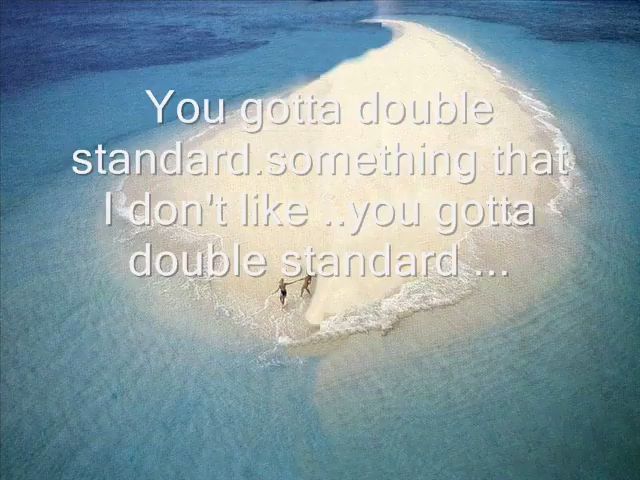 You gotta double
standard.something that
I don't like ..you gotta
double standard ...